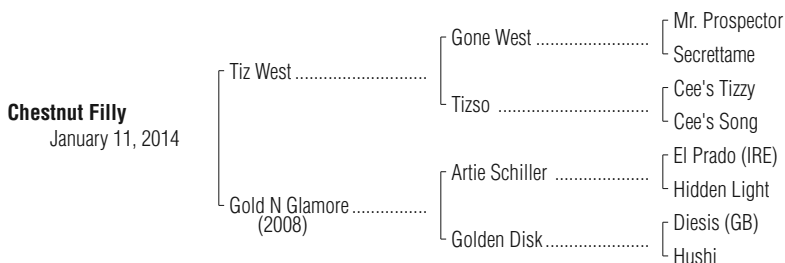 Mr. Prospector
Gone West ..........................
Secrettame
Tiz West ..............................
Cee's Tizzy
Tizso ...................................
Cee's Song
Chestnut Filly
January 11, 2014
El Prado (IRE)
Artie Schiller ......................
Hidden Light
Gold N Glamore .................
(2008)
Diesis (GB)
Golden Disk ........................
Hushi